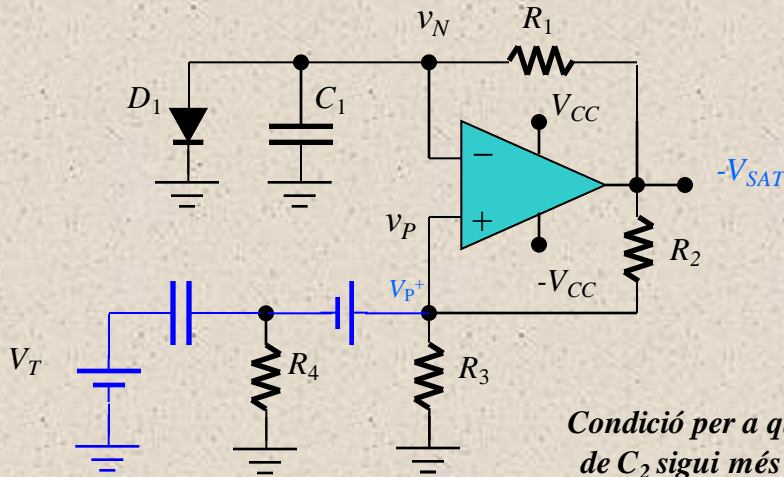 v_N
R_1
D_1
C_1
V_CC
−
-V_SAT
v_P
+
R_2
V_P^+
-V_CC
V_T
R_4
R_3
Condició per a q
de C_2 sigui més